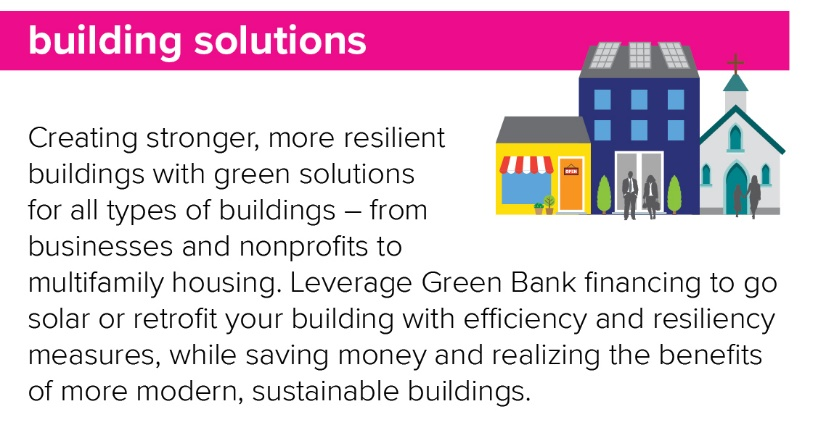 building solutions
Creating stronger, more resilient
buildings with green solutions
for all types of buildings – from
businesses and nonprofits to
multifamily housing. Leverage Green Bank financing to go
solar or retrofit your building with efficiency and resiliency
measures, while saving money and realizing the benefits
of more modern, sustainable buildings.
OPEN